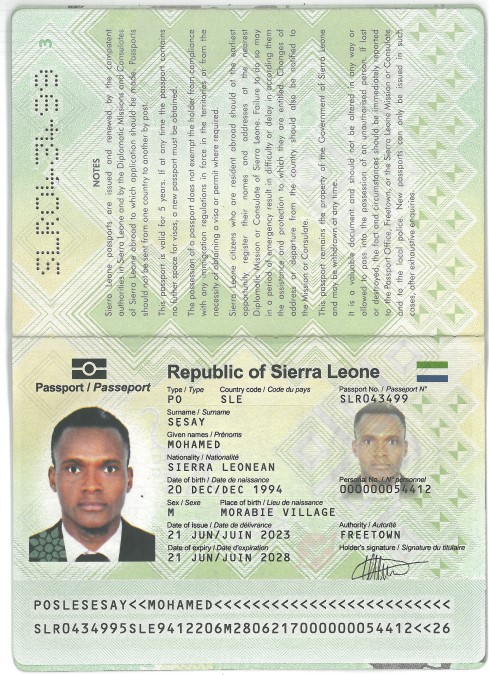 3
NOTES
Sierra Leone passports are issued and renewed by the competent
authorities in Sierra Leone and by the Diplomatic Missions and Consulates
of Sierra Leone abroad to which application should be made. Passports
should not be sent from one country to another by post.
This passport is valid for 5 years. If at any time the passport contains
no futher space for visas, a new passport must be obtained.
The possession of a passport does not exempt the holder from compliance
with any immigration regulations in force in the territories or from the
necessity of obtaining a visa or permit where required.
Sierra Leone citizens who are resident abroad should at the earliest
opportunity register their names and addresses at the nearest
Diplomatic Mission or Consulate of Sierra Leone. Failure to do so may
in a period of emergency result in difficulty or delay in according them
the assistance and protection to which they are entitled. Changes of
address or departure from the country should also be notified to
the Mission or Consulate.
This passport remains the property of the Government of Sierra Leone
and may be withdrawn at any time.
It is a valuable document and should not be altered in any way or
allowed to pass into the possession of an unauthorised person. If lost
or destroyed, the fact and circumstances should be immediately reported
to the Passport Office, Freetown, or the Sierra Leone Mission or Consulate
and to the local police. New passports can only be issued in such
cases, after exhaustive enquiries.
Republic of Sierra Leone
Passport / Passeport
Type / Type Country code / Code du pays Passport No. / Passeport N°
PO SLE SLR043499
Surname / Surname
SESAY
Given names / Prénoms
MOHAMED
Nationality / Nationalité
SIERRA LEONEAN
Date of birth / Date de naissance Personal No. / N° personnel
20 DEC/DEC 1994 000000054412
Sex / Sexe Place of birth / Lieu de naissance
M MORABIE VILLAGE
Date of Issue / Date de délivrance Authority / Autorité
21 JUN/JUIN 2023 FREETOWN
Date of expiry / Date d'expiration Holder's signature / Signature du titulaire
21 JUN/JUIN 2028
POSLESESAY<<MOHAMED<<<<<<<<<<<<<<<<<<<<<<<<<
SLR0434995SLE9412206M2806217000000054412<<26